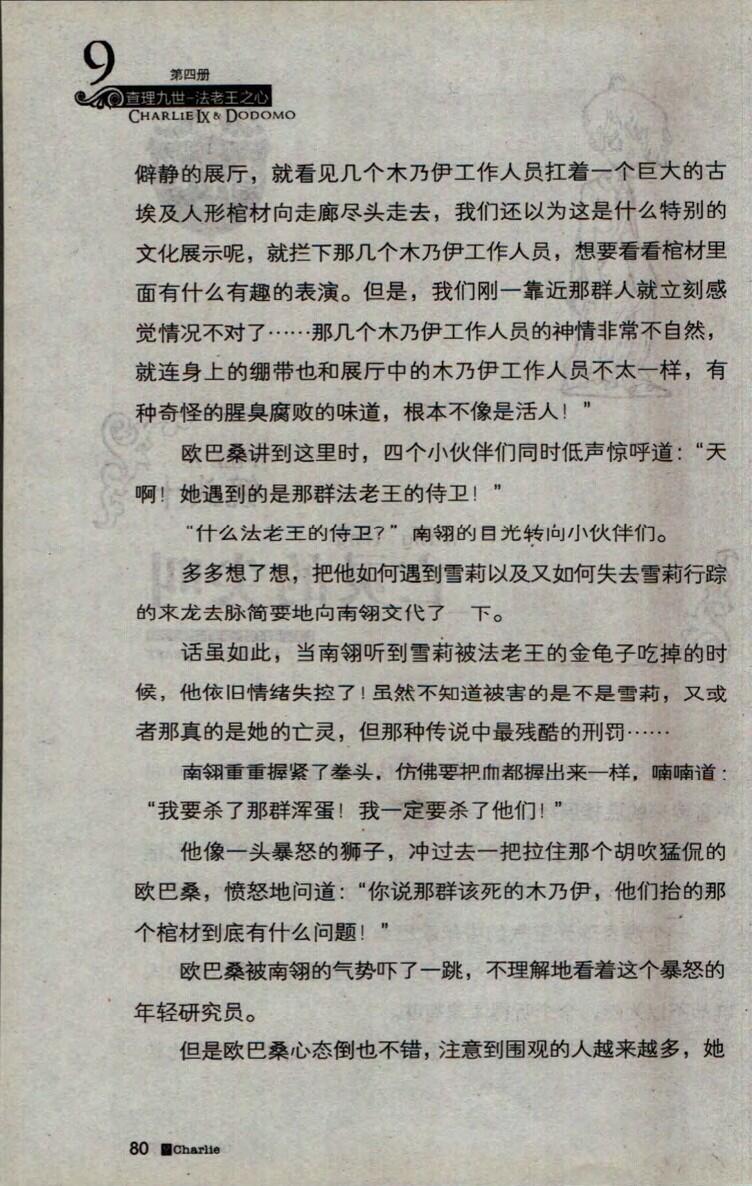 9
第四册
查理九世-法老王之心
CHARLIE IX & DODOMO
僻静的展厅，就看见几个木乃伊工作人员扛着一个巨大的古
埃及人形棺材向走廊尽头走去，我们还以为这是什么特别的
文化展示呢，就拦下那几个木乃伊工作人员，想要看看棺材里
面有什么有趣的表演。但是，我们刚一靠近那群人就立刻感
觉情况不对了……那几个木乃伊工作人员的神情非常不自然，
就连身上的绷带也和展厅中的木乃伊工作人员不太一样，有
种奇怪的腥臭腐败的味道，根本不像是活人！”
欧巴桑讲到这里时，四个小伙伴们同时低声惊呼道：“天
啊！她遇到的是那群法老王的侍卫！”
“什么法老王的侍卫？”南翎的目光转向小伙伴们。
多多想了想，把他如何遇到雪莉以及又如何失去雪莉行踪
的来龙去脉简要地向南翎交代了 下。
话虽如此，当南翎听到雪莉被法老王的金龟子吃掉的时
候，他依旧情绪失控了！虽然不知道被害的是不是雪莉，又或
者那真的是她的亡灵，但那种传说中最残酷的刑罚……
南翎重重握紧了拳头，仿佛要把血都握出来一样，喃喃道：
“我要杀了那群浑蛋！我一定要杀了他们！”
他像一头暴怒的狮子，冲过去一把拉住那个胡吹猛侃的
欧巴桑，愤怒地问道：“你说那群该死的木乃伊，他们抬的那
个棺材到底有什么问题！”
欧巴桑被南翎的气势吓了一跳，不理解地看着这个暴怒的
年轻研究员。
但是欧巴桑心态倒也不错，注意到围观的人越来越多，她
80 Charlie